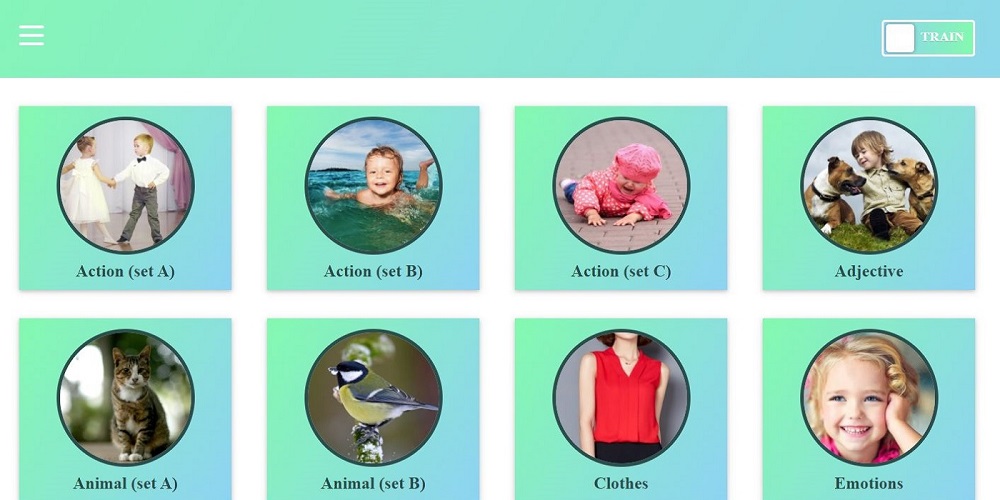 TRAIN
Action (set A)
Action (set B)
Action (set C)
Adjective
Animal (set A)
Animal (set B)
Clothes
Emotions